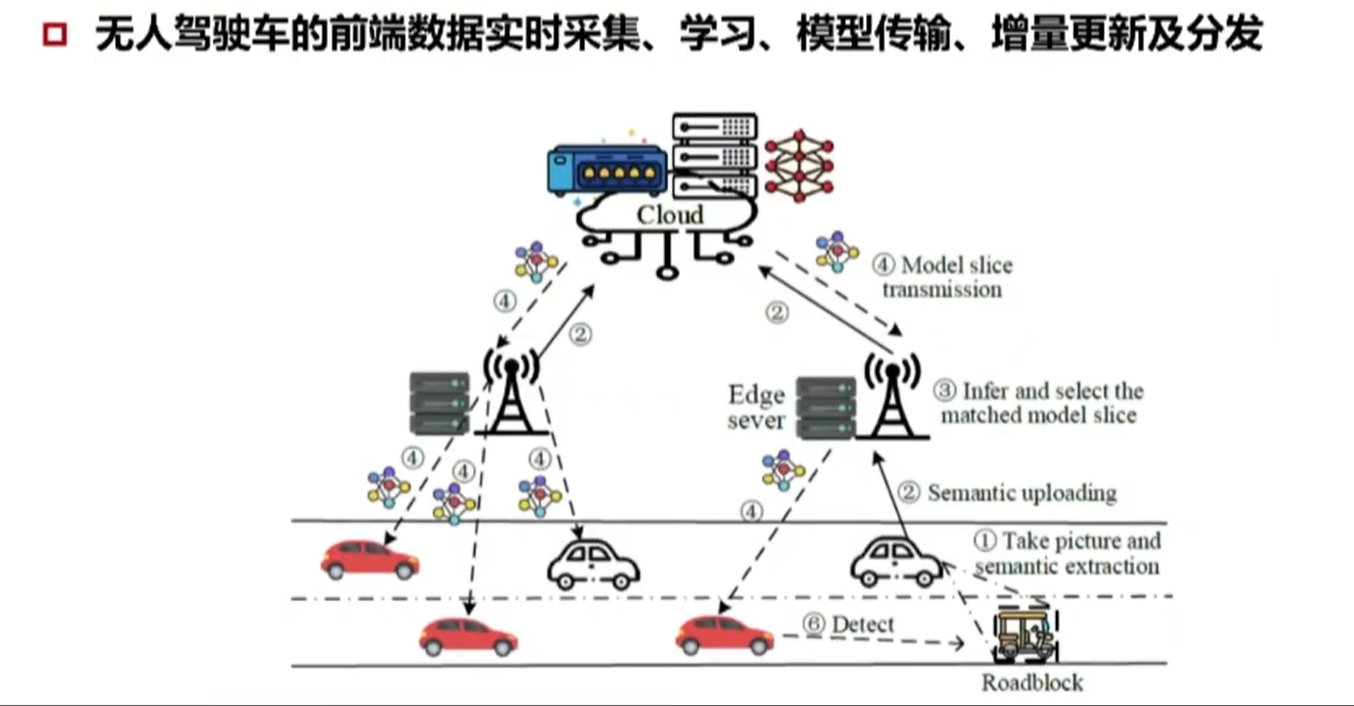 无人驾驶车的前端数据实时采集、学习、模型传输、增量更新及分发
Cloud
④ Model slice
transmission
④
②
②
Edge
sever
③ Infer and select the
matched model slice
④
④
④
④
② Semantic uploading
① Take picture and
semantic extraction
⑥ Detect
Roadblock